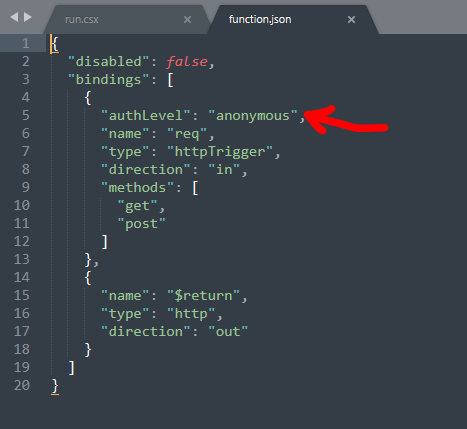 run.csx × function.json ×
1 {
2   "disabled": false,
3   "bindings": [
4     {
5       "authLevel": "anonymous",
6       "name": "req",
7       "type": "httpTrigger",
8       "direction": "in",
9       "methods": [
10         "get",
11         "post"
12       ]
13     },
14     {
15       "name": "$return",
16       "type": "http",
17       "direction": "out"
18     }
19   ]
20 }